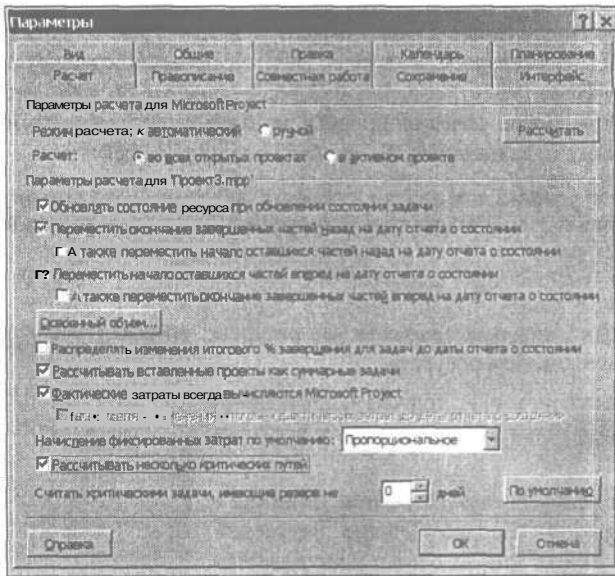 Параметры
Вид Общие Правка Календарь Планирование
Расчет Правописание Совместная работа Сохранение Интерфейс
Параметры расчета для Microsoft Project
Режим расчета; к автоматический ручной Рассчитать
Расчет: во всех открытых проектах в активном проекте
Параметры расчета для 'Проект3.mpp'
Обновлять состояние ресурса при обновлении состояния задачи
Переместить окончание завершенных частей назад на дату отчета о состоянии
Г А также переместить начало оставшихся частей назад на дату отчета о состоянии
Г? Переместить начало оставшихся частей вперед на дату отчета о состоянии
А также переместить окончание завершенных частей вперед на дату отчета о состоянии
Освоенный объем...
Распределять изменения итогового % завершения для задач до даты отчета о состоянии
Рассчитывать вставленные проекты как суммарные задачи
Фактические затраты всегда вычисляются Microsoft Project
Начисление фиксированных затрат по умолчанию: Пропорциональное
Рассчитывать несколько критических путей
Считать критическими задачи, имеющие резерв не 0 дней По умолчанию
Справка ОК Отмена